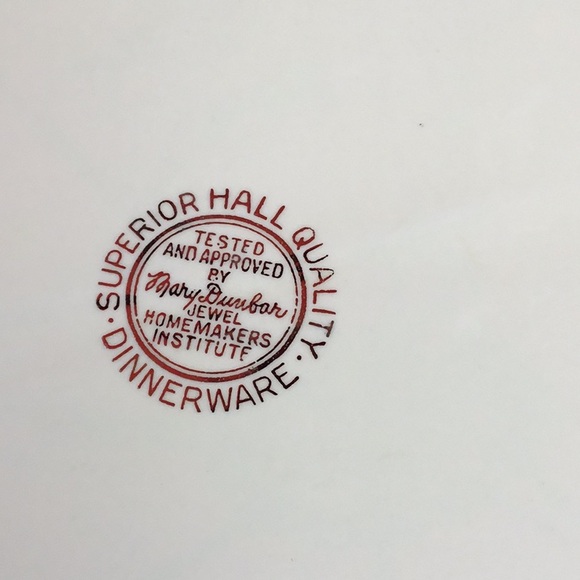 · SUPERIOR HALL QUALITY ·
DINNERWARE
TESTED
AND APPROVED
BY
Mary Dunbar
JEWEL
HOMEMAKERS
INSTITUTE